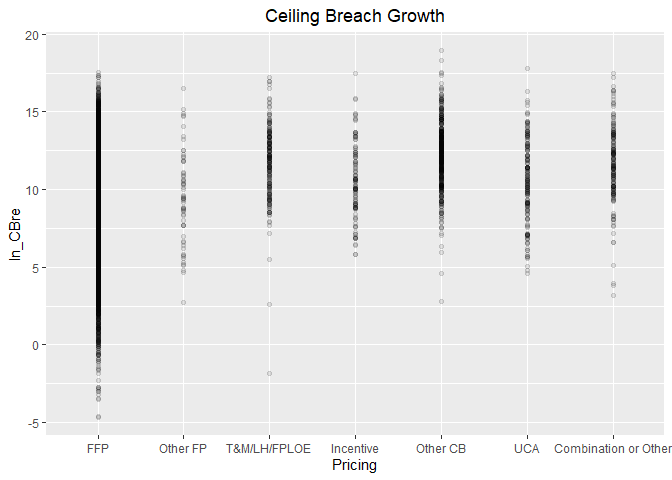 Ceiling Breach Growth
20
15
10
5
0
-5
ln_CBre
FFP Other FP T&M/LH/FPLOE Incentive Other CB UCA Combination or Other
Pricing